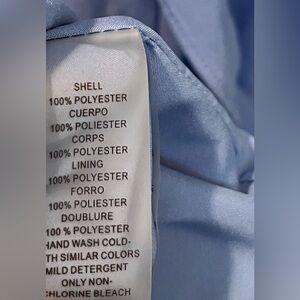 SHELL
100% POLYESTER
CUERPO
100% POLIESTER
CORPS
100% POLYESTER
LINING
100% POLYESTER
FORRO
100% POLIESTER
DOUBLURE
100 % POLYESTER
HAND WASH COLD-
TH SIMILAR COLORS
MILD DETERGENT
ONLY NON-
CHLORINE BLEACH